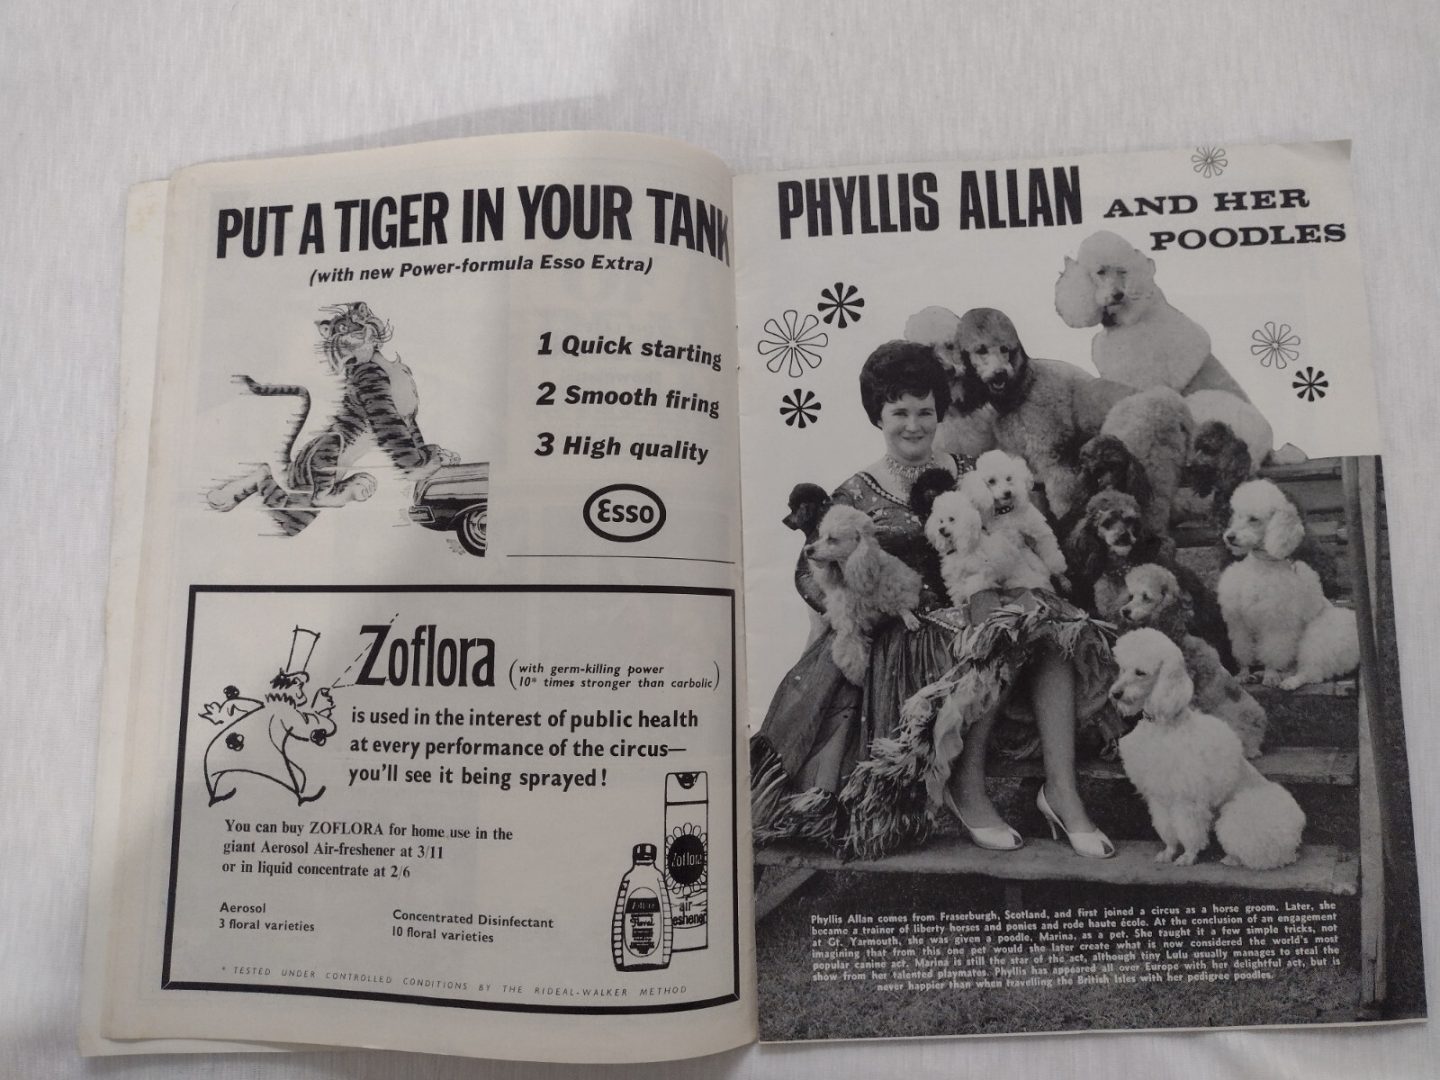 PUT A TIGER IN YOUR TANK
(with new Power-formula Esso Extra)
1 Quick starting
2 Smooth firing
3 High quality
Esso
Zoflora
(with germ-killing power
10* times stronger than carbolic)
is used in the interest of public health
at every performance of the circus—
you'll see it being sprayed!
You can buy ZOFLORA for home use in the
giant Aerosol Air-freshener at 3/11
or in liquid concentrate at 2/6
Aerosol
3 floral varieties
Concentrated Disinfectant
10 floral varieties
Zoflora
air
freshener
* TESTED UNDER CONTROLLED CONDITIONS BY THE RIDEAL-WALKER METHOD
PHYLLIS ALLAN AND HER
POODLES
Phyllis Allan comes from Fraserburgh, Scotland, and first joined a circus as a horse groom. Later, she
became a trainer of liberty horses and ponies and rode haute école. At the conclusion of an engagement
at Gt. Yarmouth, she was given a poodle, Marina, as a pet. She taught it a few simple tricks, not
imagining that from this one pet would she later create what is now considered the world's most
popular canine act. Marina is still the star of the act, although tiny Lulu usually manages to steal the
show from her talented playmates. Phyllis has appeared all over Europe with her delightful act, but is
never happier than when travelling the British Isles with her pedigree poodles.